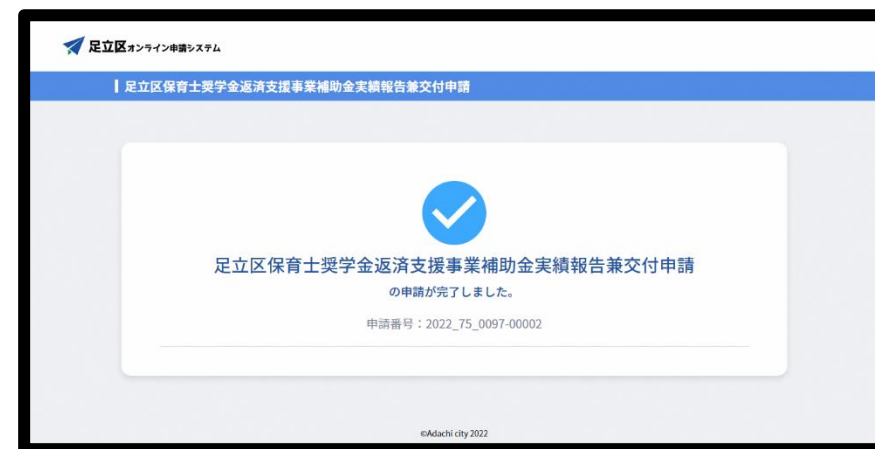 足立区オンライン申請システム
足立区保育士奨学金返済支援事業補助金実績報告兼交付申請
足立区保育士奨学金返済支援事業補助金実績報告兼交付申請
の申請が完了しました。
申請番号：2022_75_0097-00002
©Adachi city 2022